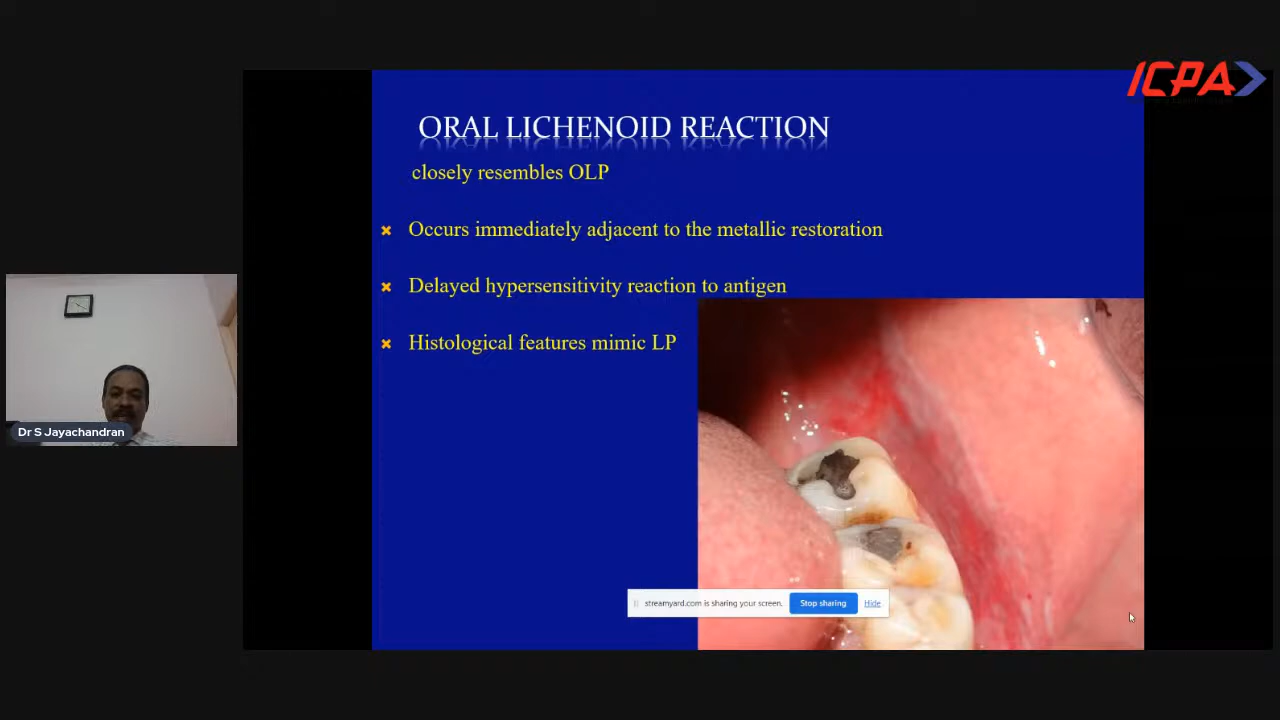 ICPA
ORAL LICHENOID REACTION
closely resembles OLP
Occurs immediately adjacent to the metallic restoration
Delayed hypersensitivity reaction to antigen
Histological features mimic LP
Dr S Jayachandran
streamyard.com is sharing your screen.
Stop sharing
Hide